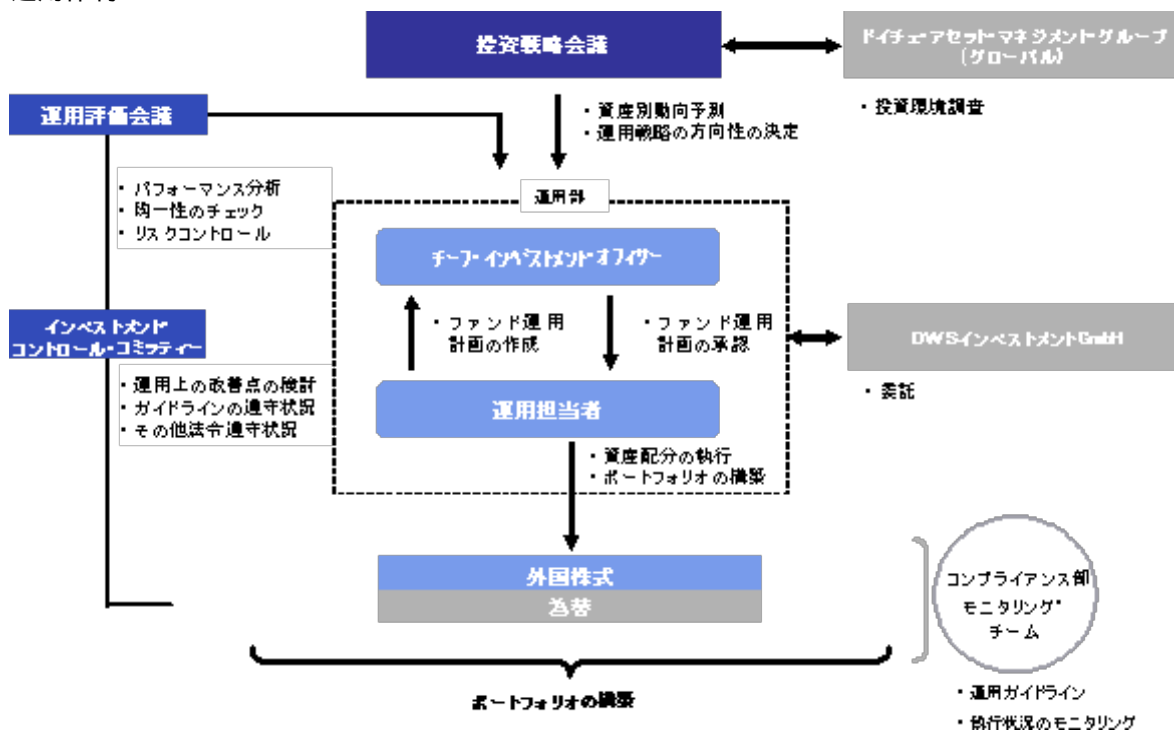 投資戦略会議
ドイチェ・アセット・マネジメントグループ
(グローバル)
・投資環境調査
・資産別動向予測
・運用戦略の方向性の決定
運用評価会議
・パフォーマンス分析
・均一性のチェック
・リスクコントロール
運用部
チーフ・インベストメント・オフィサー
・ファンド運用
計画の作成
・ファンド運用
計画の承認
インベストメント
コントロール・コミッティー
・運用上の改善点の検討
・ガイドラインの遵守状況
・その他法令遵守状況
DWSインベストメントGmbH
・委託
運用担当者
・資産配分の執行
・ポートフォリオの構築
外国株式
為替
コンプライアンス部
モニタリング*
チーム
ポートフォリオの構築
・運用ガイドライン
・執行状況のモニタリング